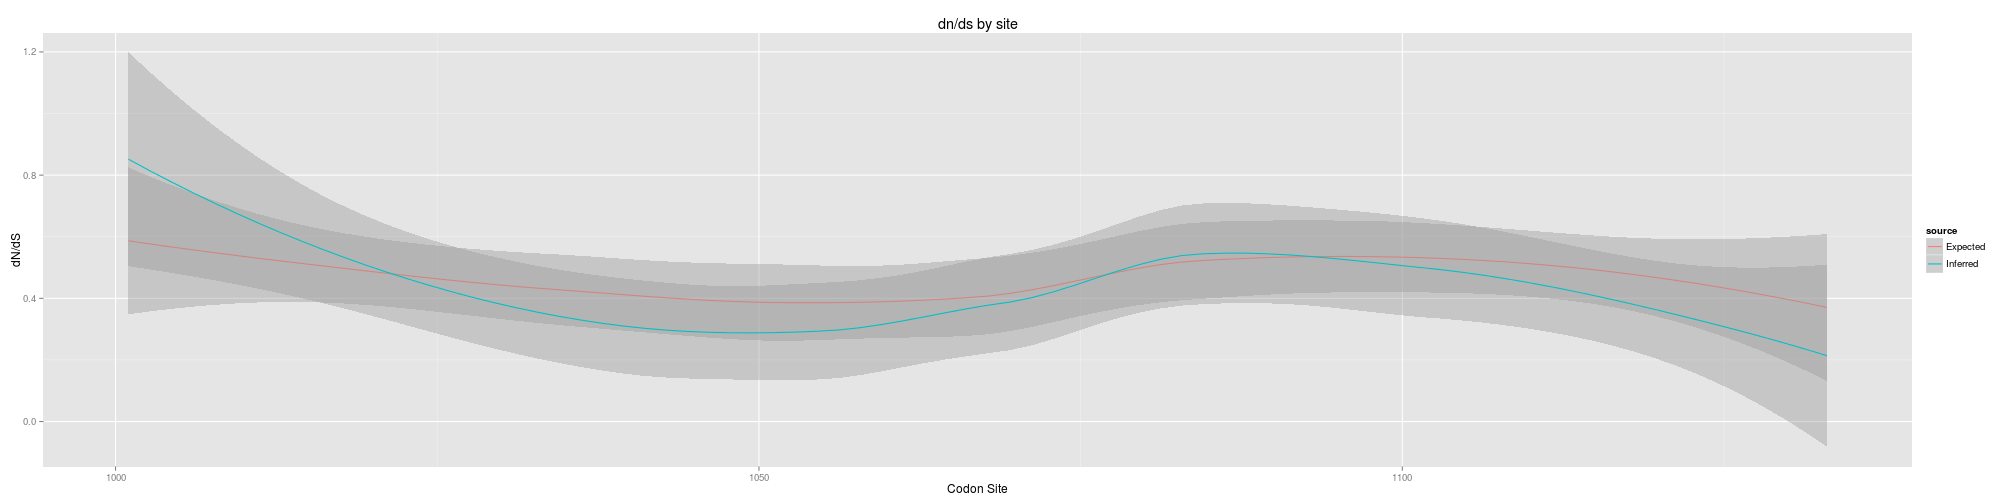 dn/ds by site
1.2
0.8
0.4
0.0
dN/dS
1000
1050
1100
Codon Site
source
Expected
Inferred